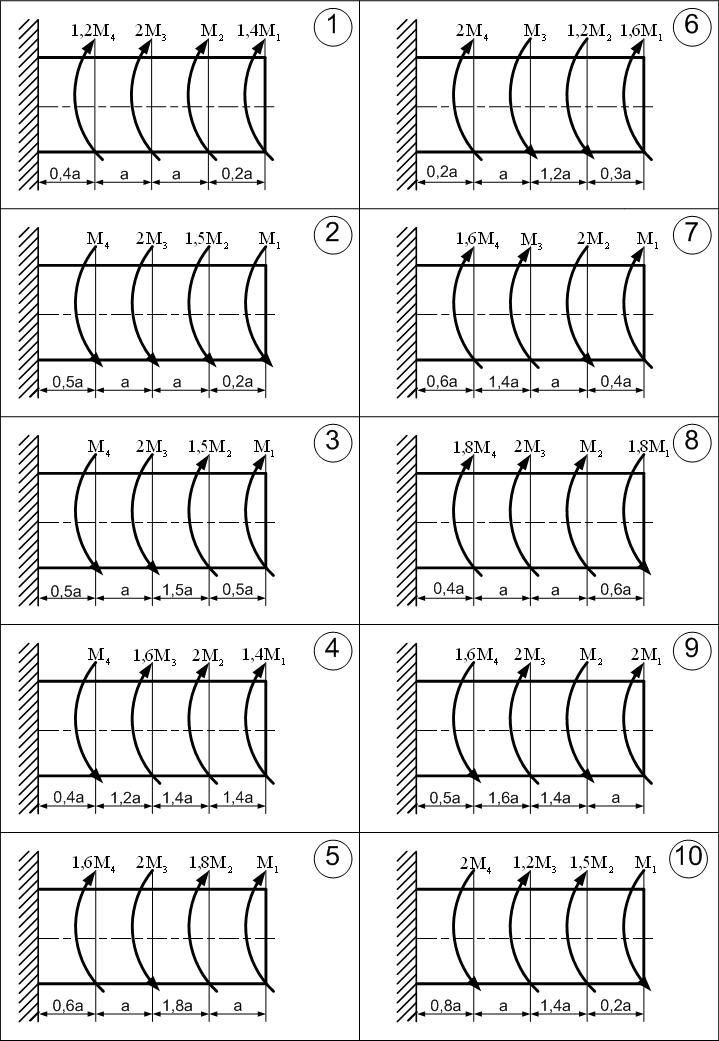 1
1,2M4 2M3 M2 1,4M1
0,4a a a 0,2a
6
2M4 M3 1,2M2 1,6M1
0,2a a 1,2a 0,3a
2
M4 2M3 1,5M2 M1
0,5a a a 0,2a
7
1,6M4 M3 2M2 M1
0,6a 1,4a a 0,4a
3
M4 2M3 1,5M2 M1
0,5a a 1,5a 0,5a
8
1,8M4 2M3 M2 1,8M1
0,4a a a 0,6a
4
M4 1,6M3 2M2 1,4M1
0,4a 1,2a 1,4a 1,4a
9
1,6M4 2M3 M2 2M1
0,5a 1,6a 1,4a a
5
1,6M4 2M3 1,8M2 M1
0,6a a 1,8a a
10
2M4 1,2M3 1,5M2 M1
0,8a a 1,4a 0,2a